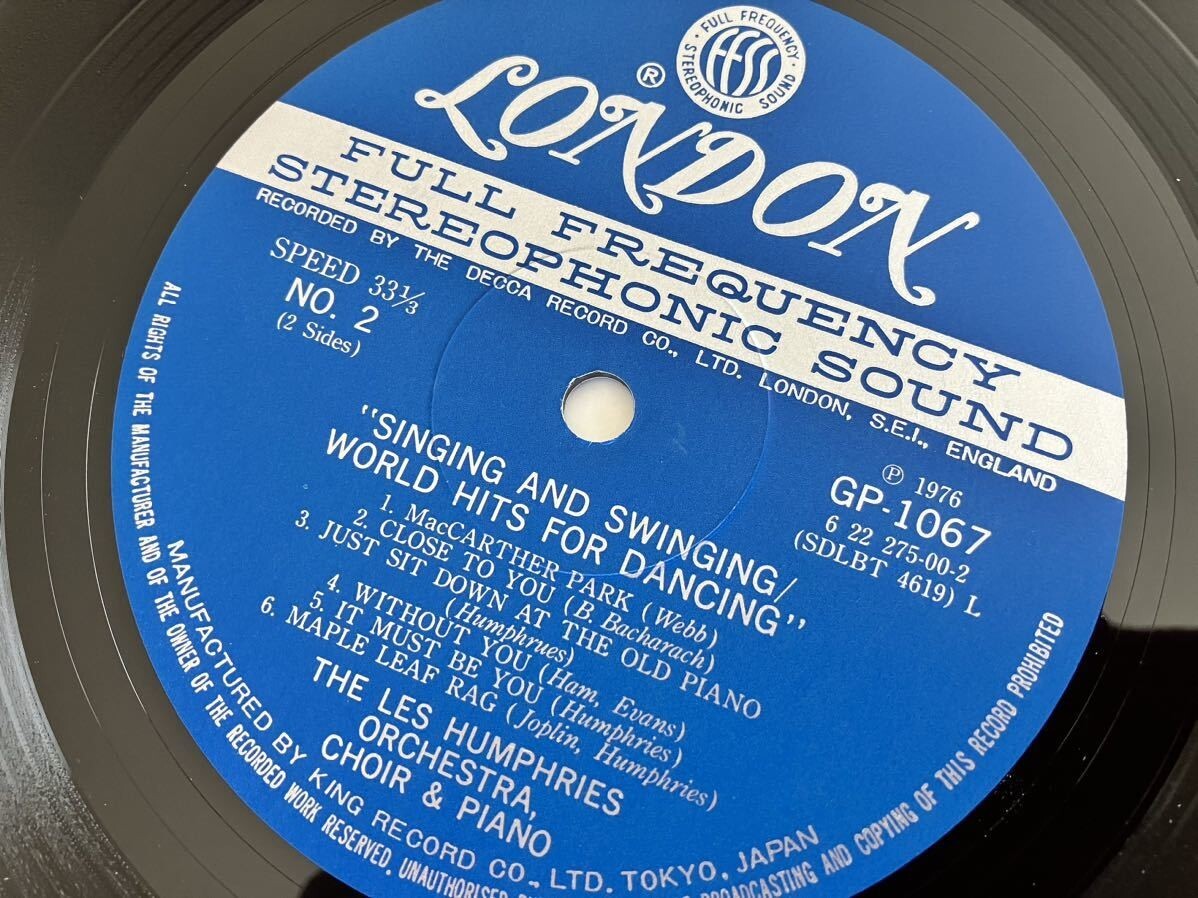 FULL FREQUENCY
STEREOPHONIC SOUND
FFSS
® LONDON
FULL FREQUENCY
STEREOPHONIC SOUND
RECORDED BY THE DECCA RECORD CO., LTD. LONDON, S.E.I., ENGLAND
SPEED 33⅓
NO. 2
(2 Sides)
Ⓟ 1976
GP-1067
6 22 275-00-2
(SDLBT 4619) L
"SINGING AND SWINGING/
WORLD HITS FOR DANCING"
1. MacCARTHER PARK (Webb)
2. CLOSE TO YOU (B. Bacharach)
3. JUST SIT DOWN AT THE OLD PIANO
(Humphrues)
4. WITHOUT YOU (Ham, Evans)
5. IT MUST BE YOU (Humphries)
6. MAPLE LEAF RAG (Joplin, Humphries)
THE LES HUMPHRIES
ORCHESTRA,
CHOIR & PIANO
MANUFACTURED BY KING RECORD CO., LTD. TOKYO, JAPAN
ALL RIGHTS OF THE MANUFACTURER AND OF THE OWNER OF THE RECORDED WORK RESERVED. UNAUTHORISED BROADCASTING AND COPYING OF THIS RECORD PROHIBITED